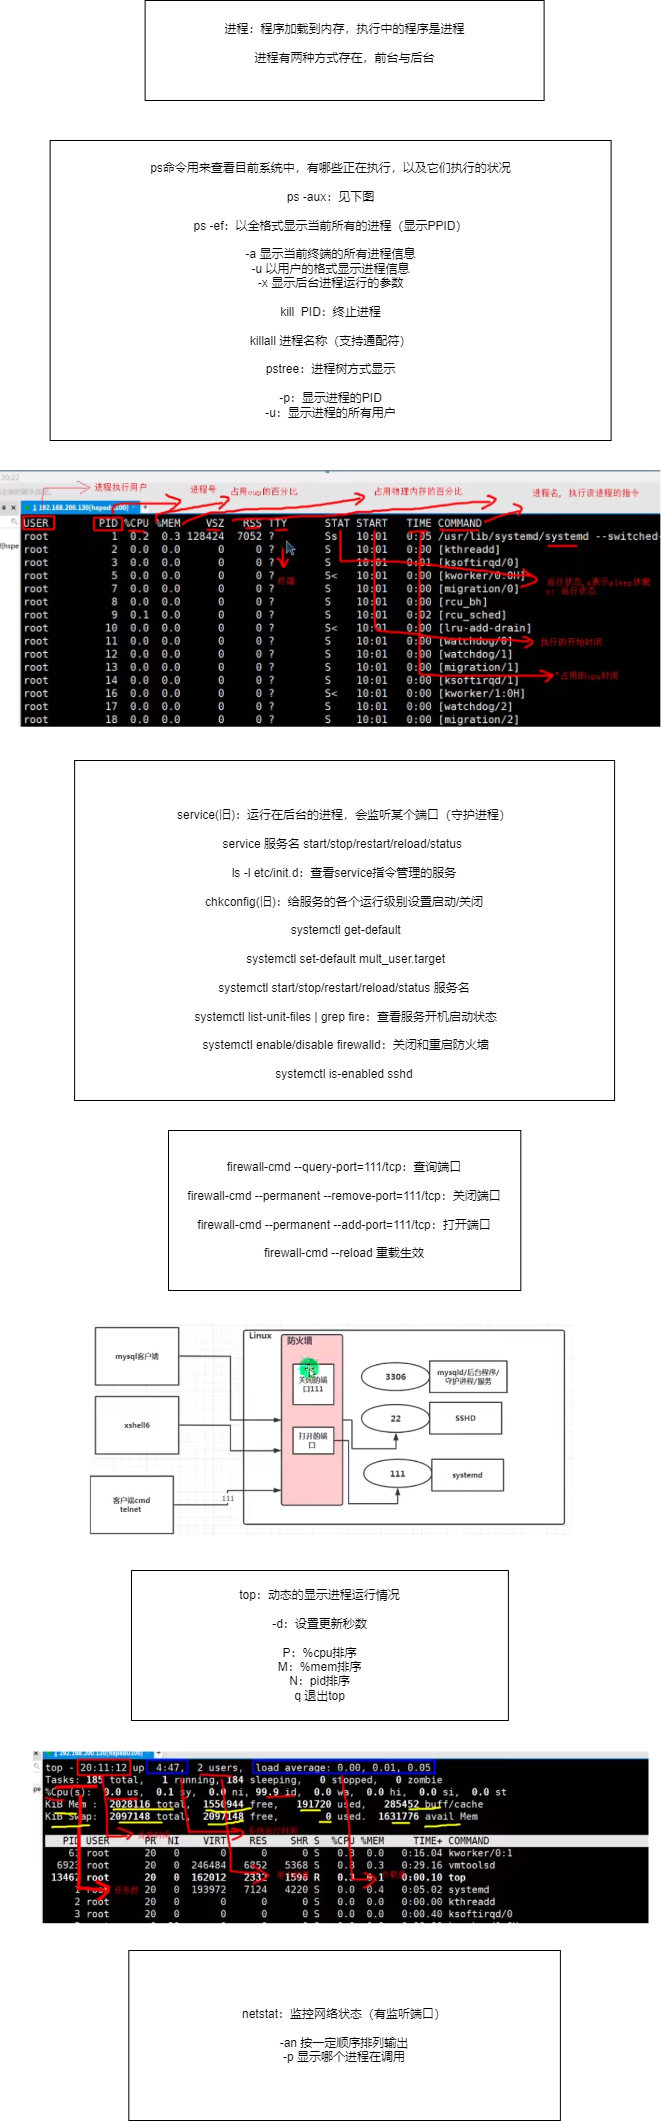 进程：程序加载到内存，执行中的程序是进程
进程有两种方式存在，前台与后台
ps命令用来查看目前系统中，有哪些正在执行，以及它们执行的状况
ps -aux：见下图
ps -ef：以全格式显示当前所有的进程（显示PPID）
-a 显示当前终端的所有进程信息
-u 以用户的格式显示进程信息
-x 显示后台进程运行的参数
kill  PID：终止进程
killall 进程名称（支持通配符）
pstree：进程树方式显示
-p：显示进程的PID
-u：显示进程的所有用户
进程执行用户 进程号 占用cup的百分比 占用物理内存的百分比 进程名，执行该进程的指令
1 192.168.200.130[hspedu100]
USER PID %CPU %MEM VSZ RSS TTY STAT START TIME COMMAND
root 1 0.2 0.3 128424 7052 ? Ss 10:01 0:05 /usr/lib/systemd/systemd --switched-
root 2 0.0 0.0 0 0 ? S 10:01 0:00 [kthreadd]
root 3 0.0 0.0 0 0 ? S 10:01 0:01 [ksoftirqd/0]
root 5 0.0 0.0 0 0 ? S< 10:01 0:00 [kworker/0:0H]
root 7 0.0 0.0 0 0 ? S 10:01 0:00 [migration/0]
root 8 0.0 0.0 0 0 ? S 10:01 0:00 [rcu_bh]
root 9 0.1 0.0 0 0 ? S 10:01 0:02 [rcu_sched]
root 10 0.0 0.0 0 0 ? S< 10:01 0:00 [lru-add-drain]
root 11 0.0 0.0 0 0 ? S 10:01 0:00 [watchdog/0]
root 12 0.0 0.0 0 0 ? S 10:01 0:00 [watchdog/1]
root 13 0.0 0.0 0 0 ? S 10:01 0:00 [migration/1]
root 14 0.0 0.0 0 0 ? S 10:01 0:00 [ksoftirqd/1]
root 16 0.0 0.0 0 0 ? S< 10:01 0:00 [kworker/1:0H]
root 17 0.0 0.0 0 0 ? S 10:01 0:00 [watchdog/2]
root 18 0.0 0.0 0 0 ? S 10:01 0:00 [migration/2]
终端
运行状态,s表示sleep休眠
r: 运行状态
执行的开始时间
占用的cpu时间
service(旧)：运行在后台的进程，会监听某个端口（守护进程）
service 服务名 start/stop/restart/reload/status
ls -l etc/init.d：查看service指令管理的服务
chkconfig(旧)：给服务的各个运行级别设置启动/关闭
systemctl get-default
systemctl set-default mult_user.target
systemctl start/stop/restart/reload/status 服务名
systemctl list-unit-files | grep fire：查看服务开机启动状态
systemctl enable/disable firewalld：关闭和重启防火墙
systemctl is-enabled sshd
firewall-cmd --query-port=111/tcp：查询端口
firewall-cmd --permanent --remove-port=111/tcp：关闭端口
firewall-cmd --permanent --add-port=111/tcp：打开端口
firewall-cmd --reload 重载生效
Linux
防火墙
mysql客户端
关闭的端
口111
3306
mysqld/后台程序/
守护进程/服务
xshell6
打开的端
口
22
SSHD
111
systemd
客户端cmd
telnet
111
top：动态的显示进程运行情况
-d：设置更新秒数
P：%cpu排序
M：%mem排序
N：pid排序
q 退出top
1 192.168.200.130[hspedu100]
top - 20:11:12 up 4:47, 2 users, load average: 0.00, 0.01, 0.05
Tasks: 185 total, 1 running, 184 sleeping, 0 stopped, 0 zombie
%Cpu(s): 0.0 us, 0.1 sy, 0.0 ni, 99.9 id, 0.0 wa, 0.0 hi, 0.0 si, 0.0 st
KiB Mem : 2028116 total, 1550944 free, 191720 used, 285452 buff/cache
KiB Swap: 2097148 total, 2097148 free, 0 used. 1631776 avail Mem
PID USER PR NI VIRT RES SHR S %CPU %MEM TIME+ COMMAND
root 20 0 0 0 0 S 0.3 0.0 0:16.04 kworker/0:1
6923 root 20 0 246484 6852 5368 S 0.3 0.3 0:29.16 vmtoolsd
13467 root 20 0 162012 2332 1596 R 0.3 0.1 0:00.10 top
1 root 20 0 193972 7124 4220 S 0.0 0.4 0:05.02 systemd
2 root 20 0 0 0 0 S 0.0 0.0 0:00.00 kthreadd
3 root 20 0 0 0 0 S 0.0 0.0 0:00.40 ksoftirqd/0
系统运行时间
任务数
netstat：监控网络状态（有监听端口）
-an 按一定顺序排列输出
-p 显示哪个进程在调用